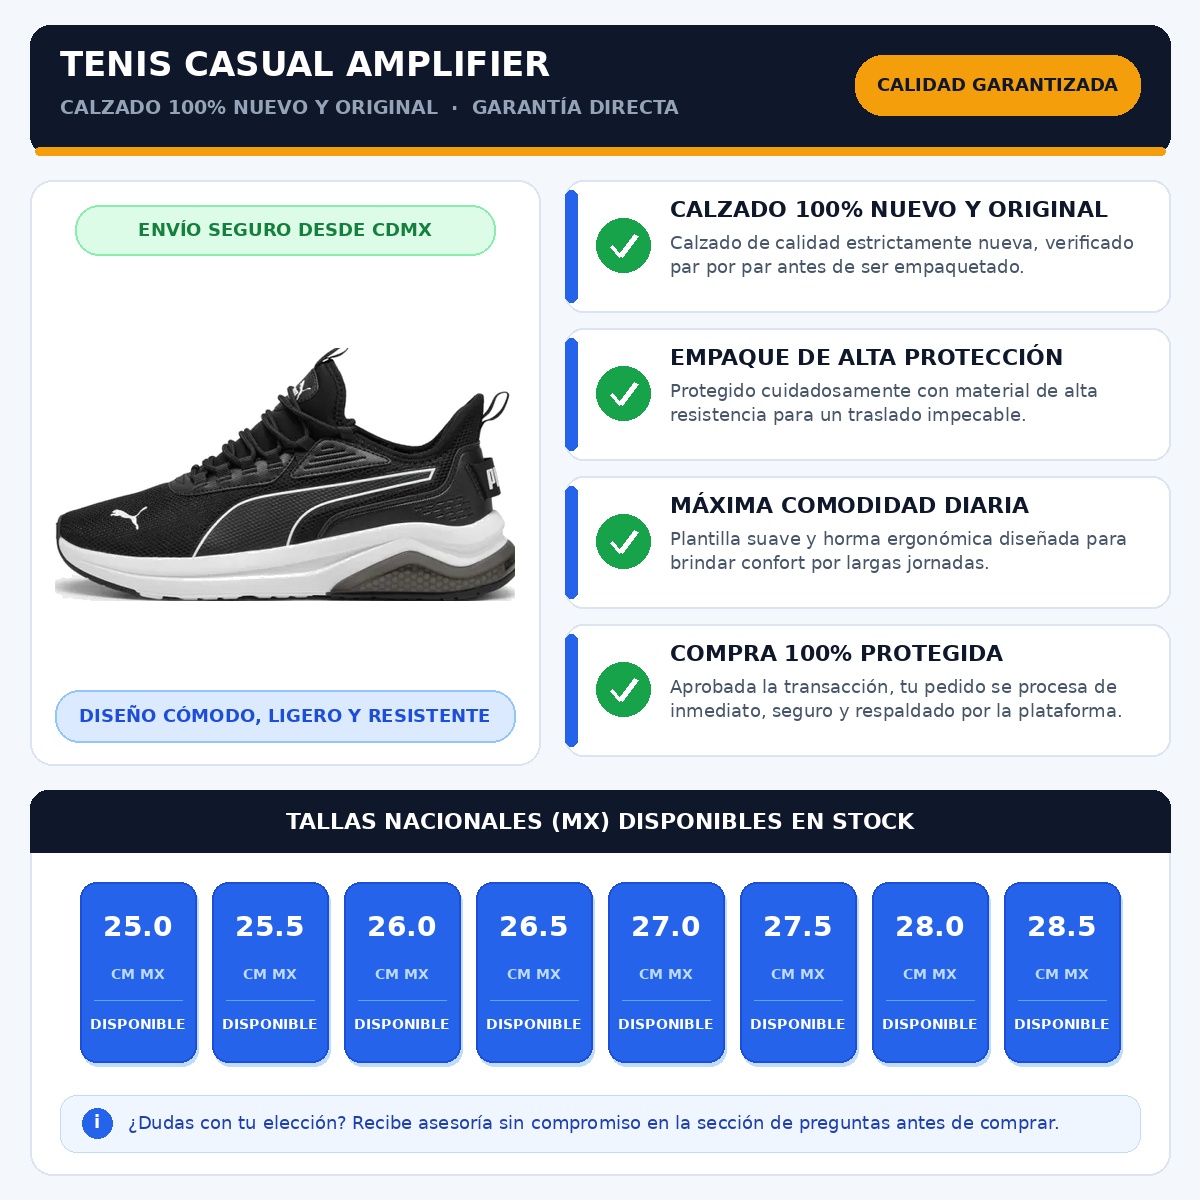 TENIS CASUAL AMPLIFIER
CALZADO 100% NUEVO Y ORIGINAL · GARANTÍA DIRECTA
CALIDAD GARANTIZADA
ENVÍO SEGURO DESDE CDMX
DISEÑO CÓMODO, LIGERO Y RESISTENTE
CALZADO 100% NUEVO Y ORIGINAL
Calzado de calidad estrictamente nueva, verificado
par por par antes de ser empaquetado.
EMPAQUE DE ALTA PROTECCIÓN
Protegido cuidadosamente con material de alta
resistencia para un traslado impecable.
MÁXIMA COMODIDAD DIARIA
Plantilla suave y horma ergonómica diseñada para
brindar confort por largas jornadas.
COMPRA 100% PROTEGIDA
Aprobada la transacción, tu pedido se procesa de
inmediato, seguro y respaldado por la plataforma.
TALLAS NACIONALES (MX) DISPONIBLES EN STOCK
25.0 25.5 26.0 26.5 27.0 27.5 28.0 28.5
CM MX CM MX CM MX CM MX CM MX CM MX CM MX CM MX
DISPONIBLE DISPONIBLE DISPONIBLE DISPONIBLE DISPONIBLE DISPONIBLE DISPONIBLE DISPONIBLE
i ¿Dudas con tu elección? Recibe asesoría sin compromiso en la sección de preguntas antes de comprar.